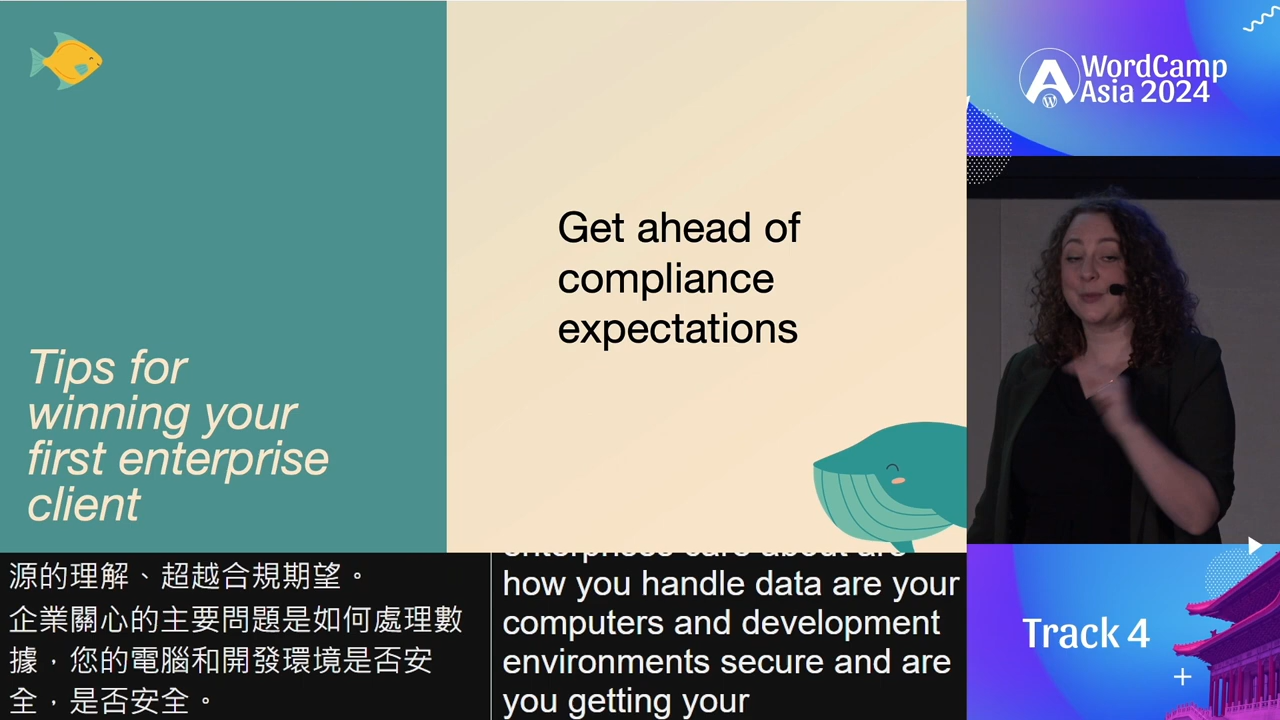 Tips for
winning your
first enterprise
client
Get ahead of
compliance
expectations
源的理解、超越合規期望。
企業關心的主要問題是如何處理數
據，您的電腦和開發環境是否安
全，是否安全。
enterprises care about are
how you handle data are your
computers and development
environments secure and are
you getting your
WordCamp
Asia 2024
Track 4